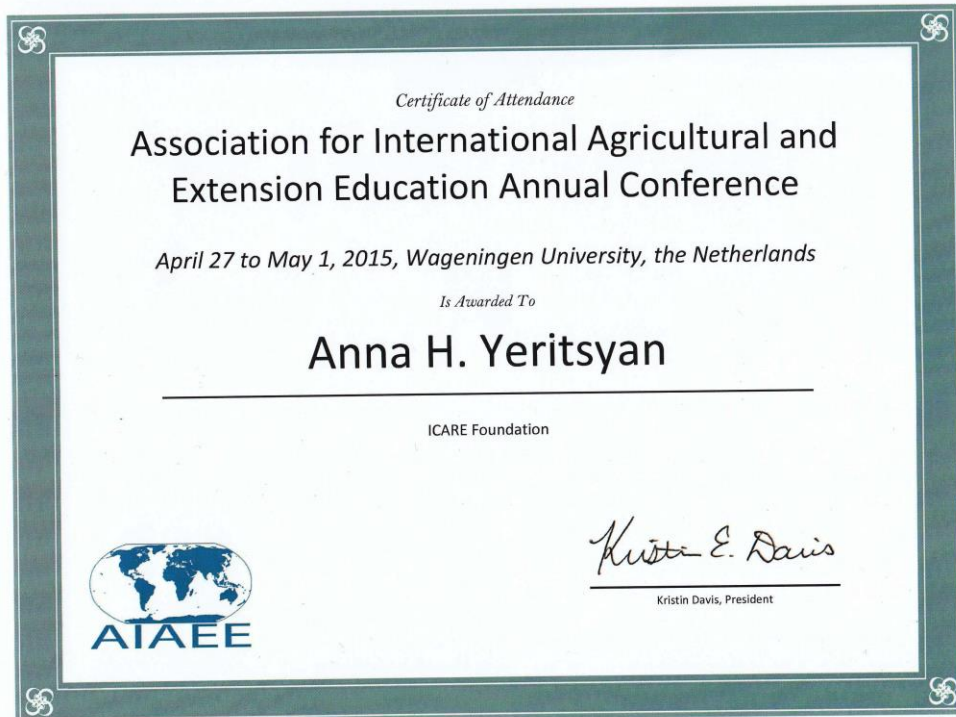 Certificate of Attendance
Association for International Agricultural and
Extension Education Annual Conference
April 27 to May 1, 2015, Wageningen University, the Netherlands
Is Awarded To
Anna H. Yeritsyan
ICARE Foundation
Kristin E. Davis
Kristin Davis, President
AIAEE